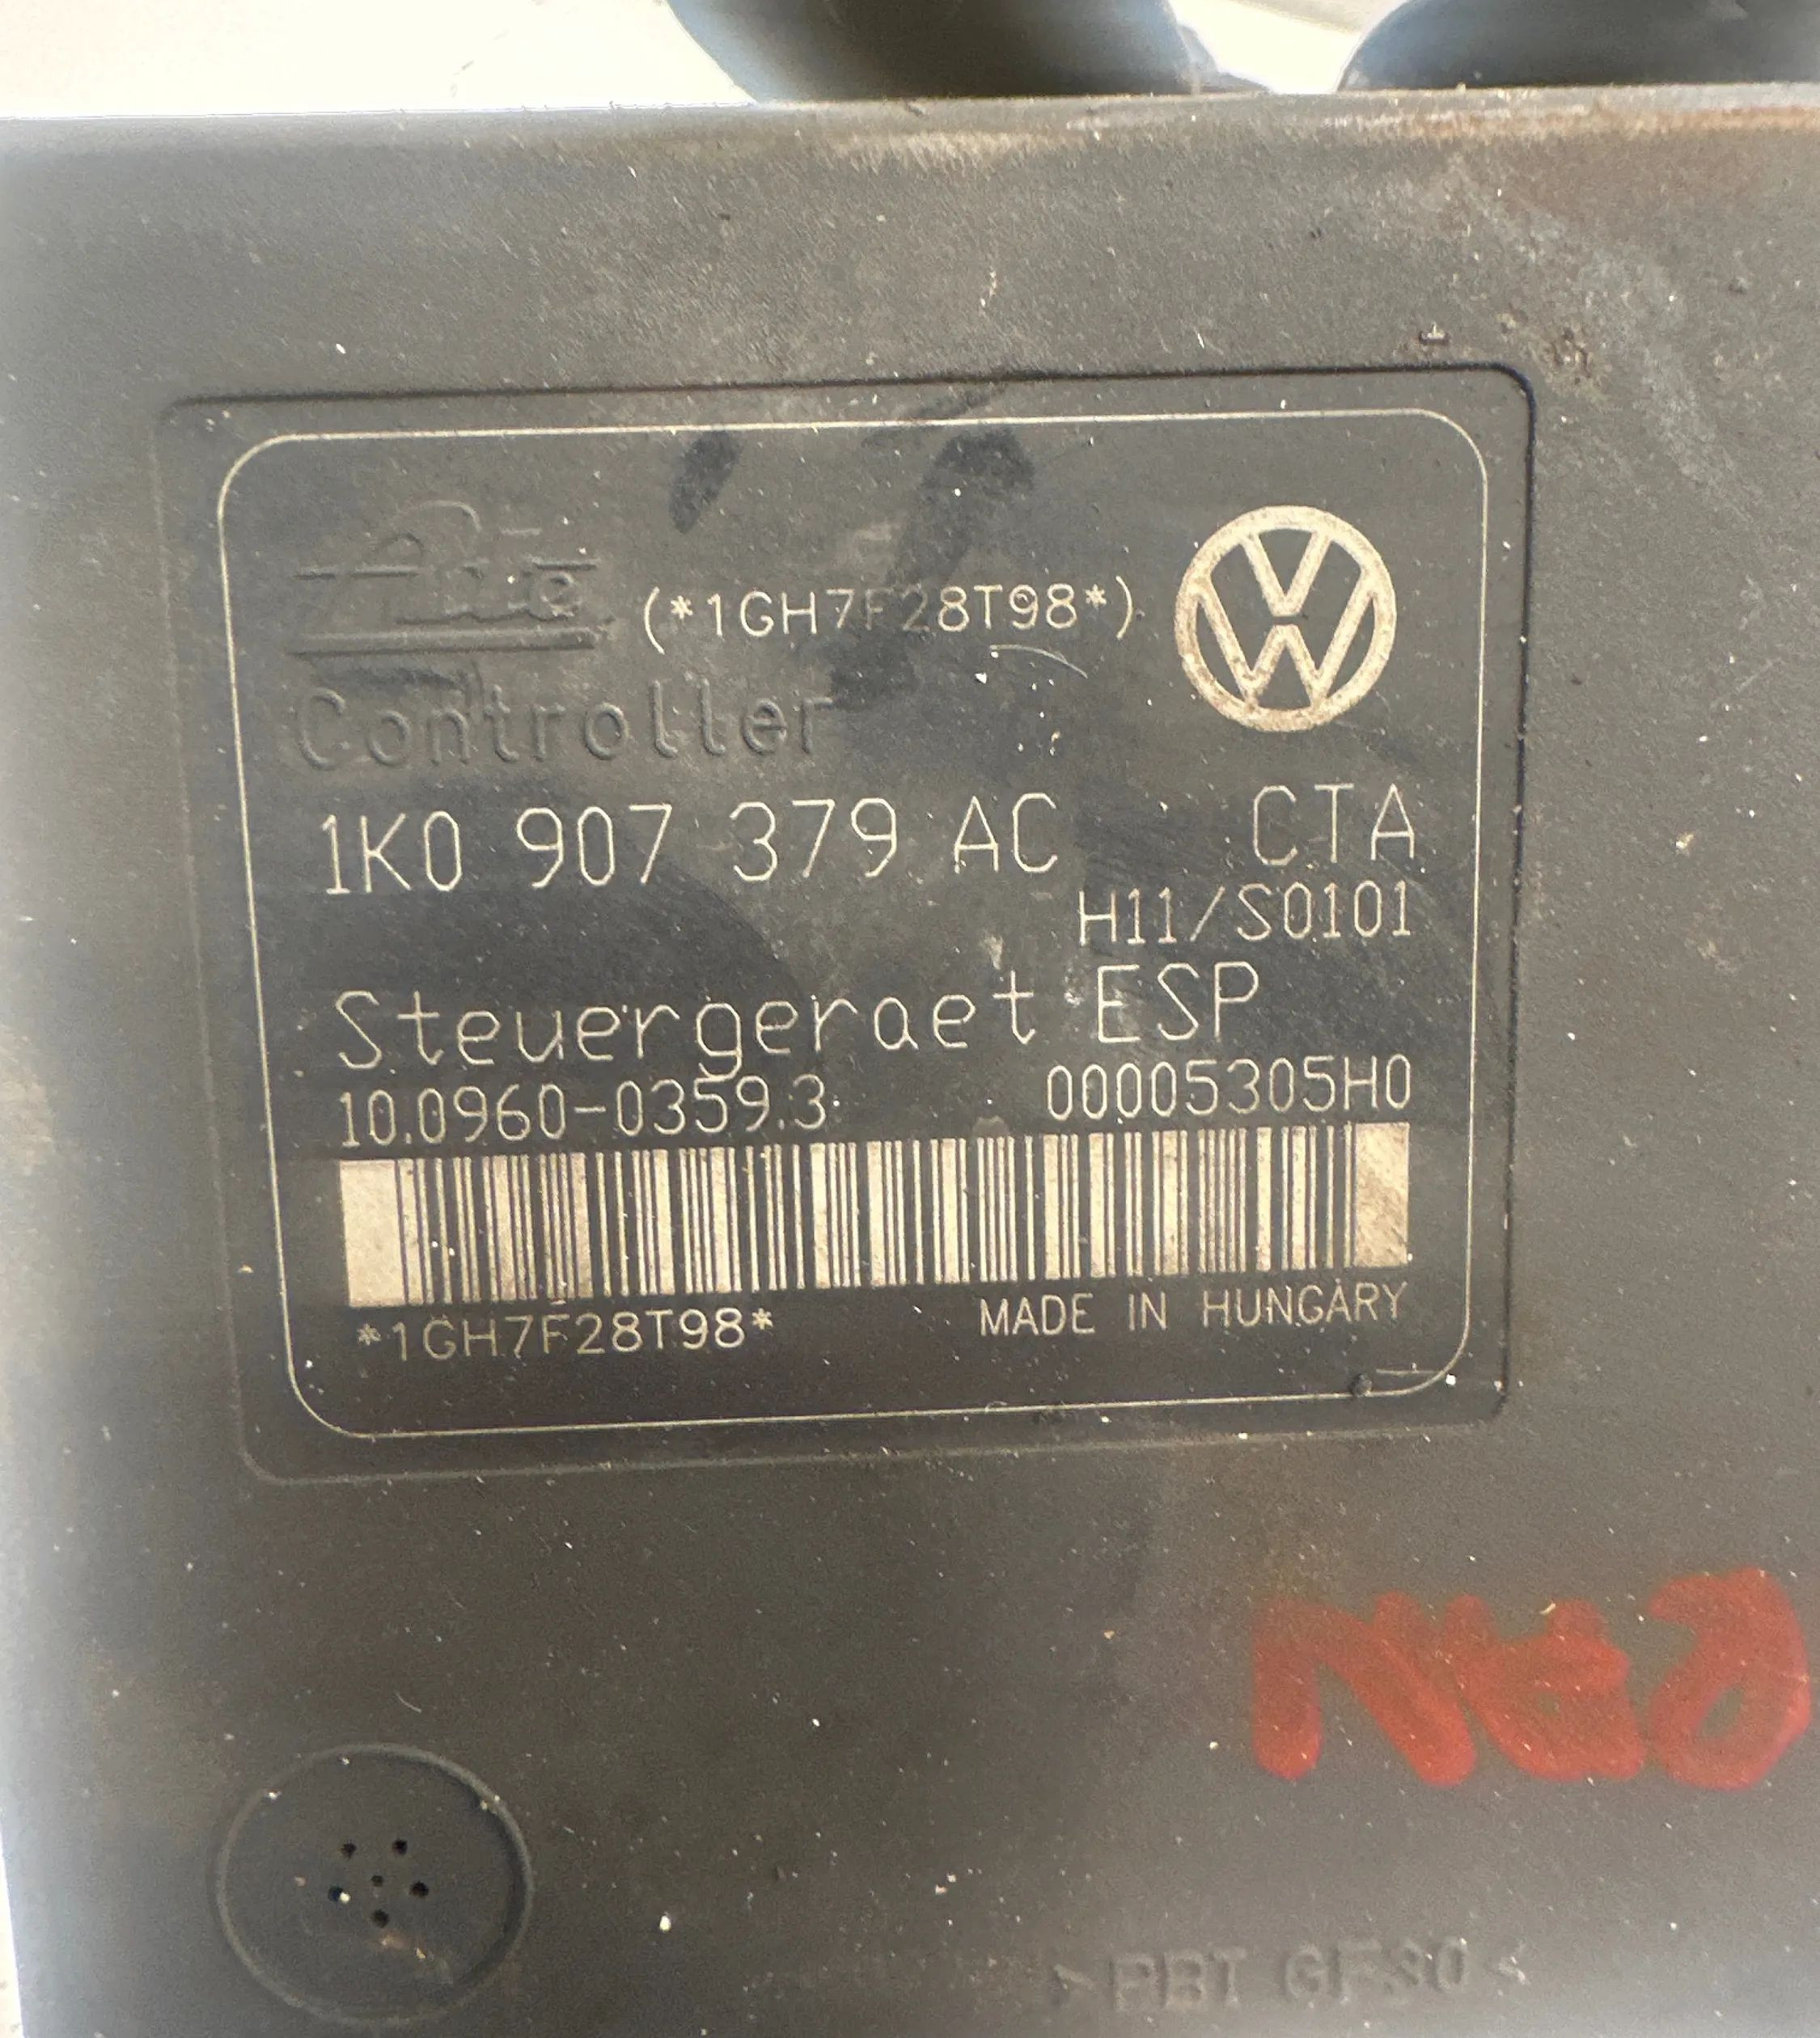 Ate (*1GH7F28T98*)
Controller
1K0 907 379 AC CTA
H11/S0101
Steuergeraet ESP
10.0960-0359.3 00005305H0
*1GH7F28T98* MADE IN HUNGARY
>PBT GF30<